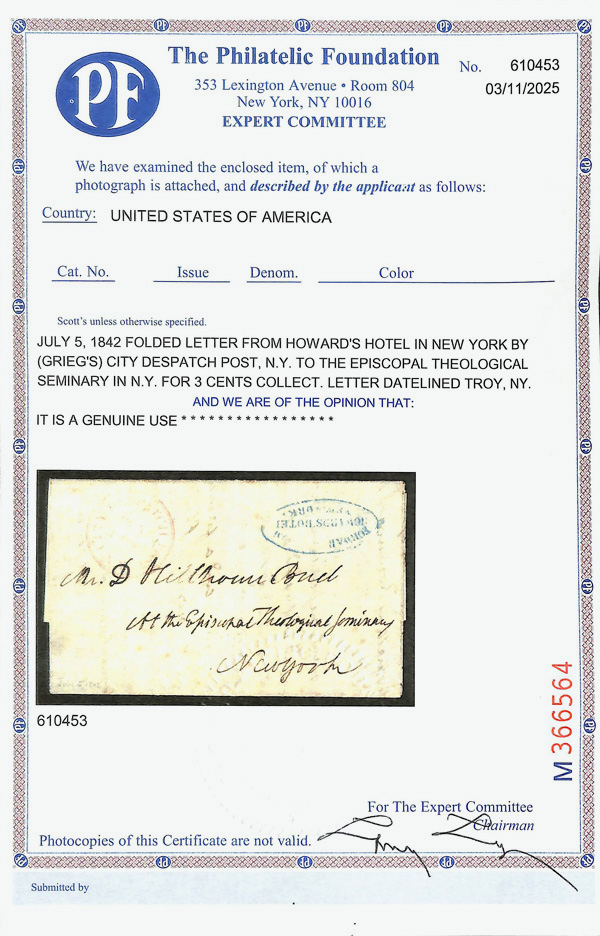 PF
The Philatelic Foundation
No. 610453
353 Lexington Avenue • Room 804
03/11/2025
New York, NY 10016
EXPERT COMMITTEE
We have examined the enclosed item, of which a
photograph is attached, and described by the applicant as follows:
Country: UNITED STATES OF AMERICA
Cat. No. Issue Denom. Color
Scott's unless otherwise specified.
JULY 5, 1842 FOLDED LETTER FROM HOWARD'S HOTEL IN NEW YORK BY
(GRIEG'S) CITY DESPATCH POST, N.Y. TO THE EPISCOPAL THEOLOGICAL
SEMINARY IN N.Y. FOR 3 CENTS COLLECT. LETTER DATELINED TROY, NY.
AND WE ARE OF THE OPINION THAT:
IT IS A GENUINE USE * * * * * * * * * * * * * * * * *
HOWARD'S HOTEL
Mr. D Hillhouse Buel
At the Episcopal Theological Seminary
New York
610453
M 366564
For The Expert Committee
Chairman
Photocopies of this Certificate are not valid.
Submitted by